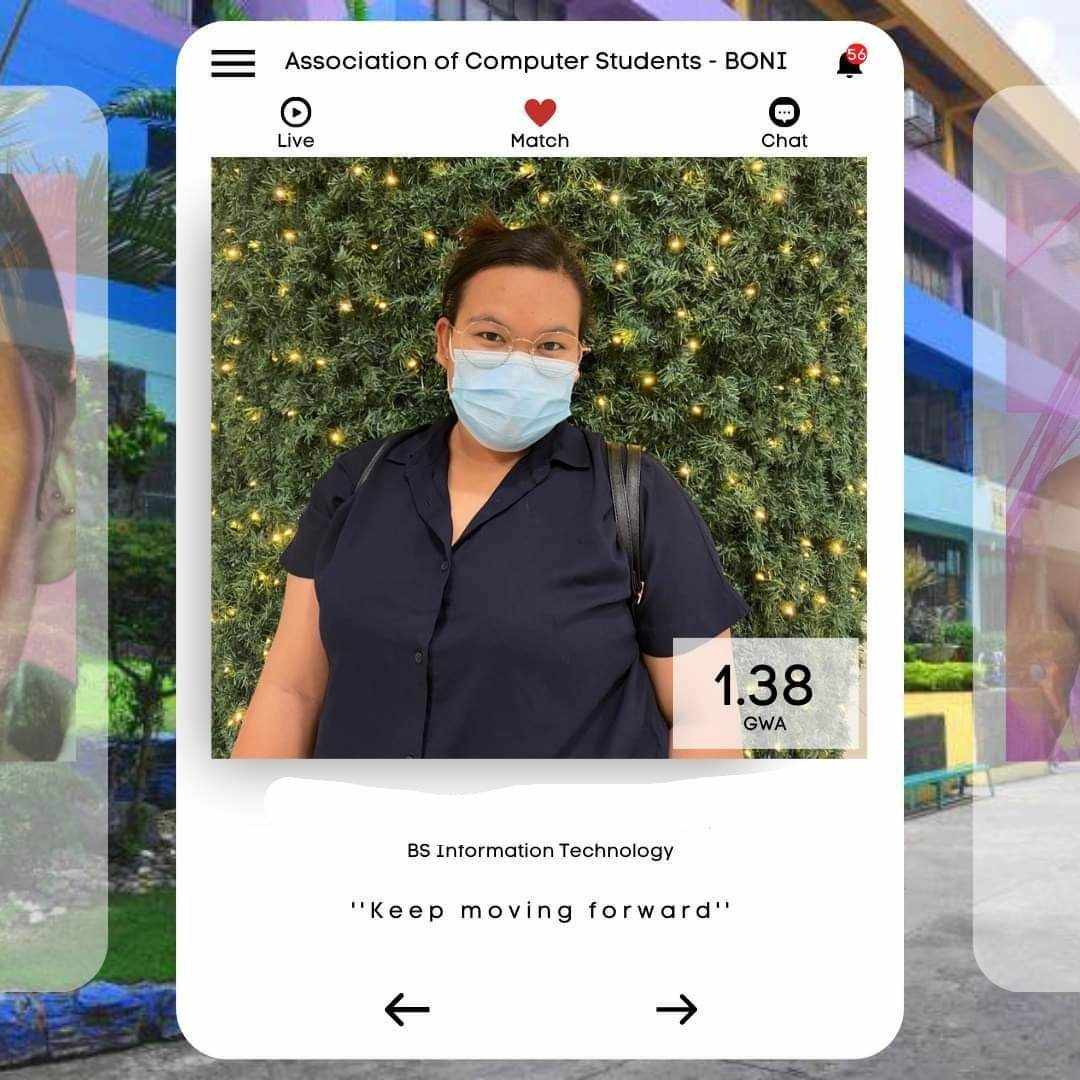 Association of Computer Students - BONI
56
Live
Match
Chat
1.38
GWA
BS Information Technology
''Keep moving forward''